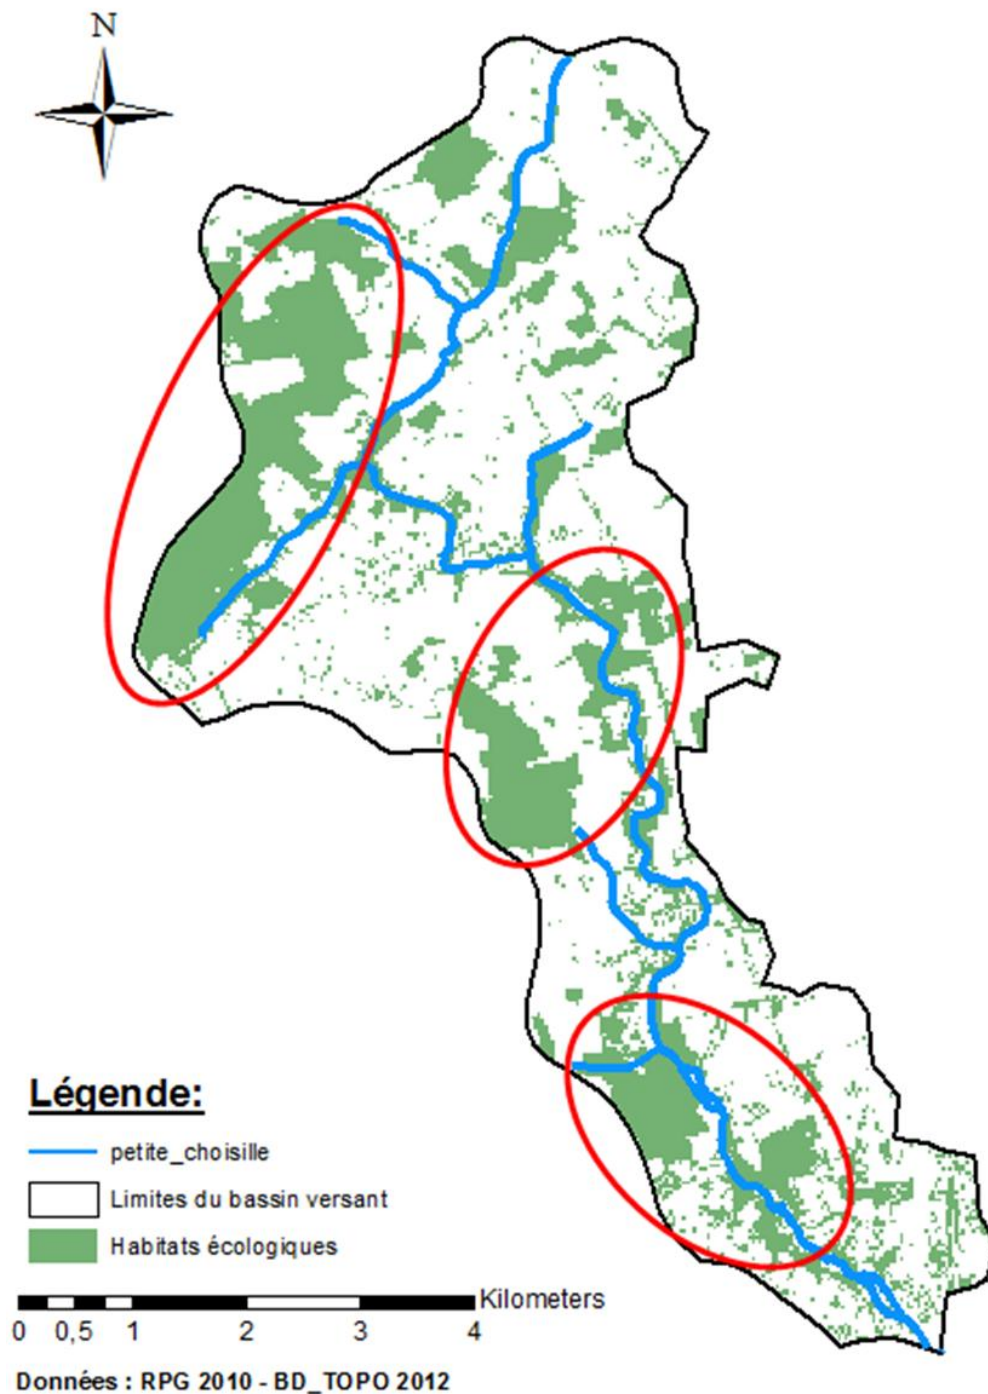 N
Légende:
petite_choisille
Limites du bassin versant
Habitats écologiques
Kilometers
0 0,5 1 2 3 4
Données : RPG 2010 - BD_TOPO 2012